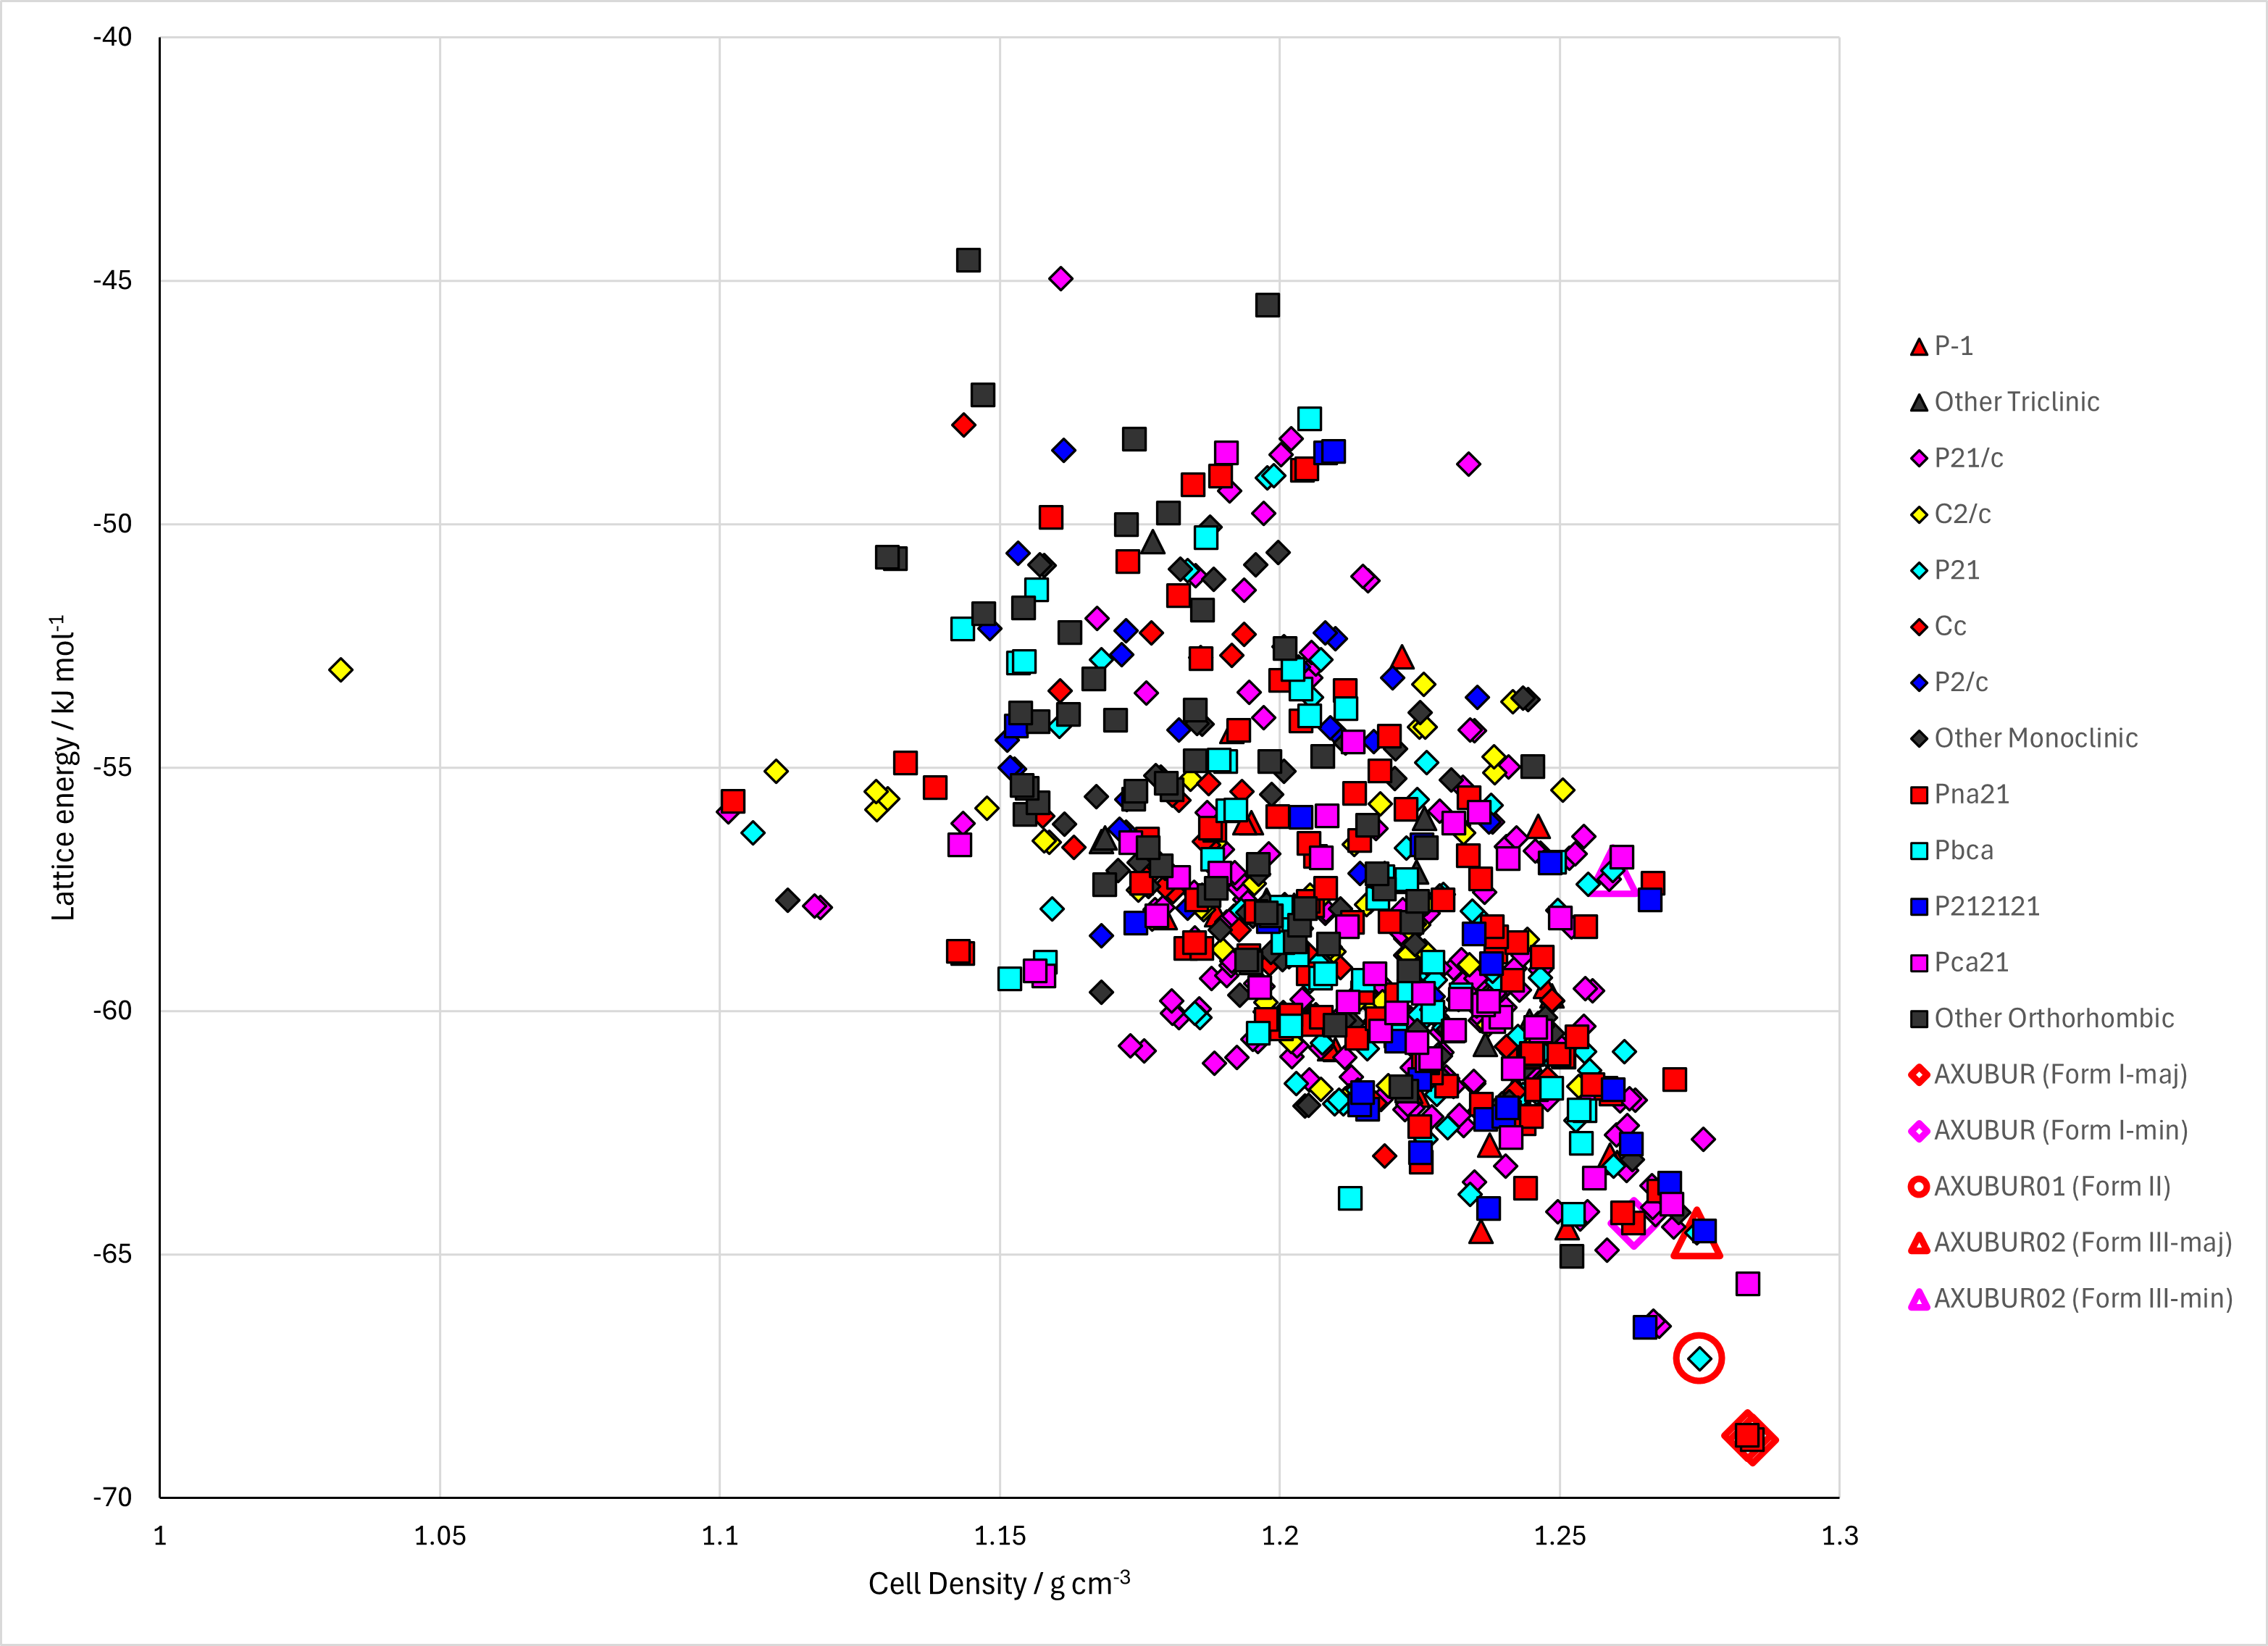 -40
-45
-50
-55
-60
-65
-70
Lattice energy / kJ mol-1
1 1.05 1.1 1.15 1.2 1.25 1.3
Cell Density / g cm-3
P-1
Other Triclinic
P21/c
C2/c
P21
Cc
P2/c
Other Monoclinic
Pna21
Pbca
P212121
Pca21
Other Orthorhombic
AXUBUR (Form I-maj)
AXUBUR (Form I-min)
AXUBUR01 (Form II)
AXUBUR02 (Form III-maj)
AXUBUR02 (Form III-min)